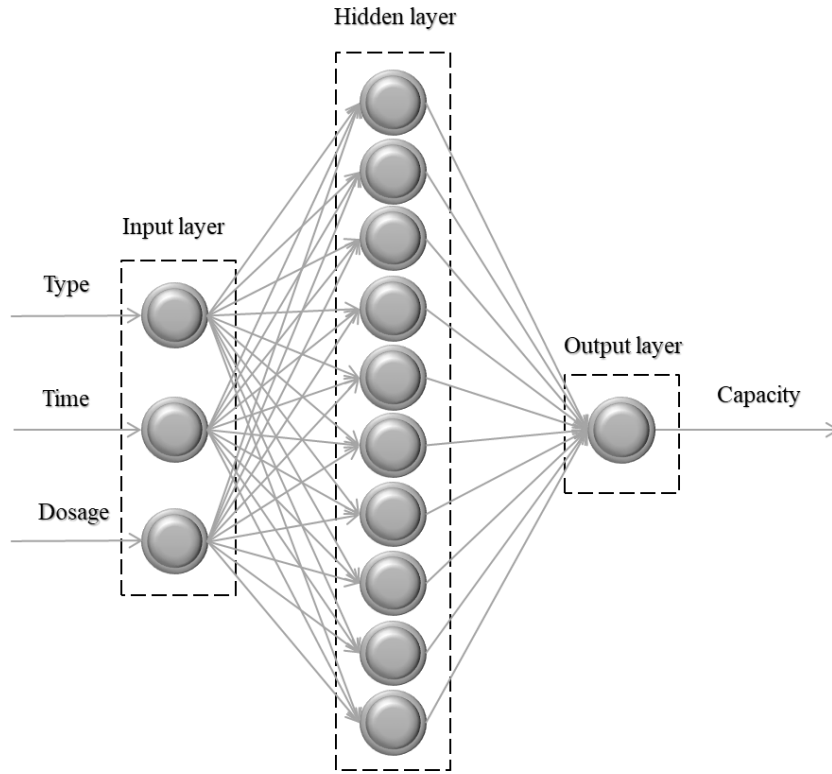 Hidden layer
Input layer
Type
Time
Dosage
Output layer
Capacity